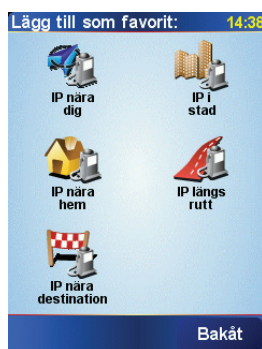 Lägg till som favorit: 14:38
IP nära
dig
IP i
stad
IP nära
hem
IP längs
rutt
IP nära
destination
Bakåt